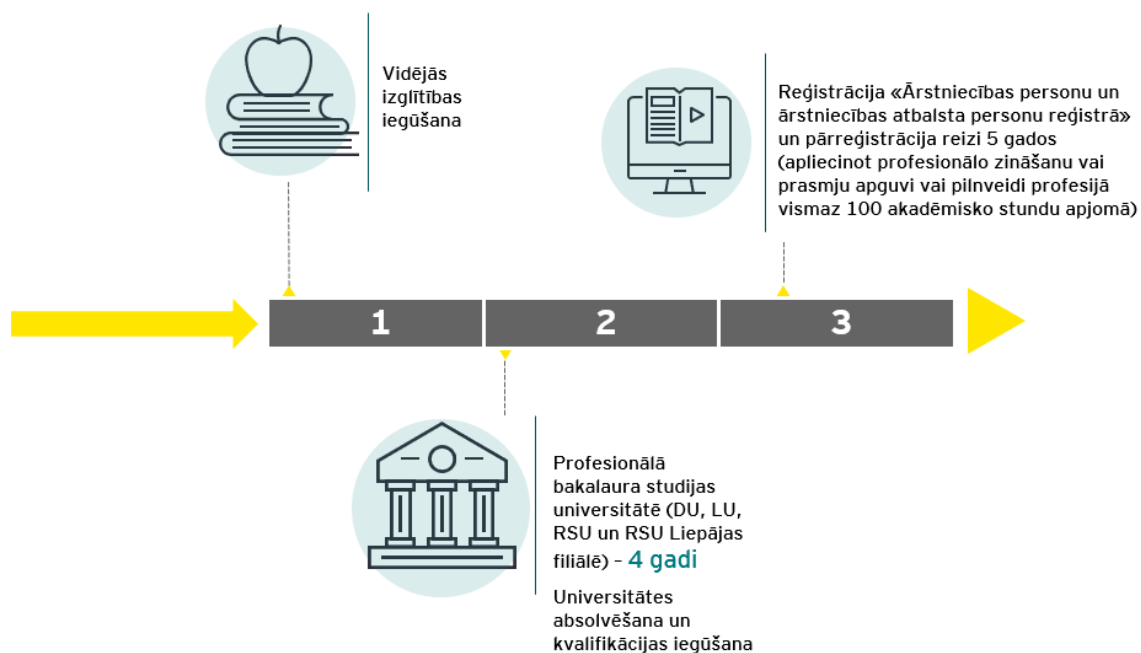 Vidējās
izglītības
iegūšana
Reģistrācija «Ārstniecības personu un
ārstniecības atbalsta personu reģistrā»
un pārreģistrācija reizi 5 gados
(apliecinot profesionālo zināšanu vai
prasmju apguvi vai pilnveidi profesijā
vismaz 100 akadēmisko stundu apjomā)
1
2
3
Profesionālā
bakalaura studijas
universitātē (DU, LU,
RSU un RSU Liepājas
filiālē) – 4 gadi
Universitātes
absolvēšana un
kvalifikācijas iegūšana